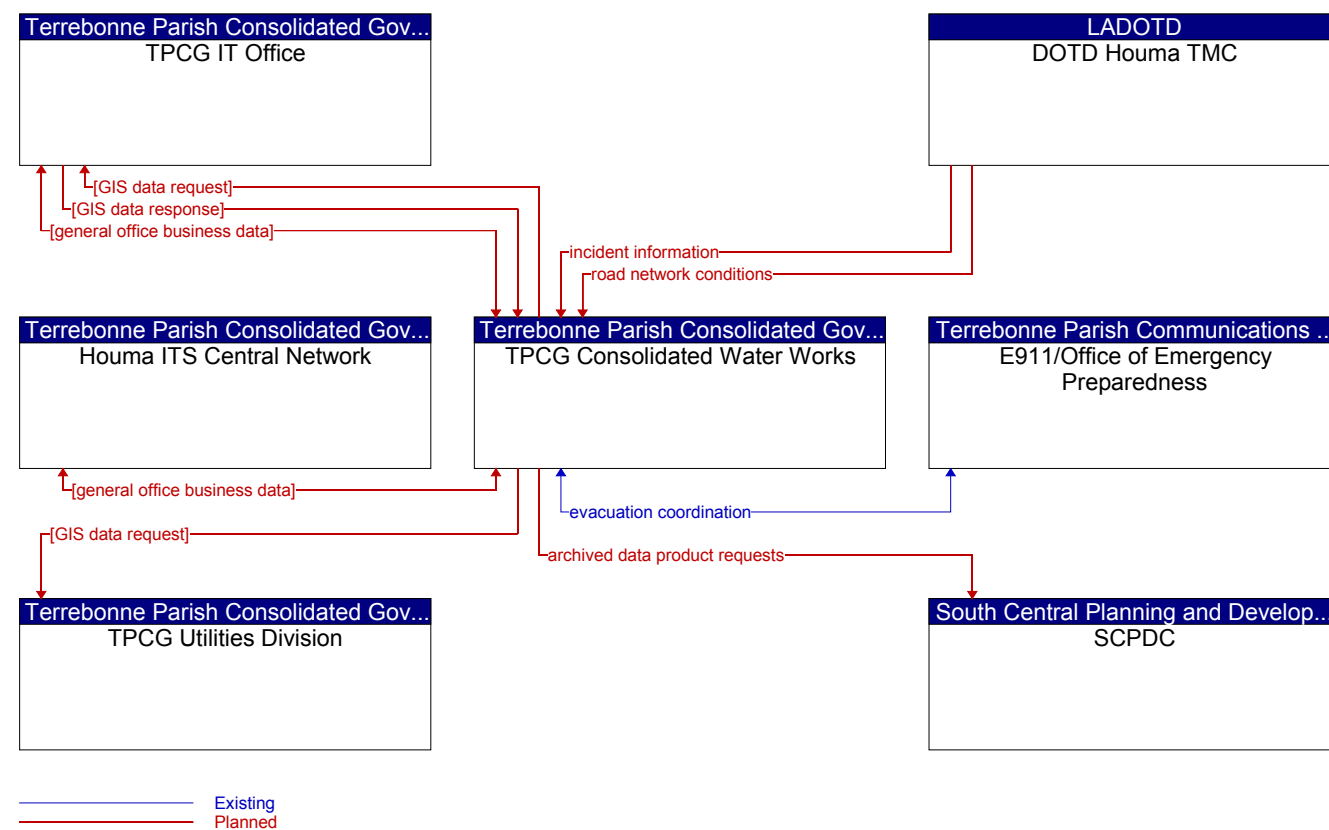 Terrebonne Parish Consolidated Gov...
TPCG IT Office
LADOTD
DOTD Houma TMC
[GIS data request]
[GIS data response]
[general office business data]
incident information
road network conditions
Terrebonne Parish Consolidated Gov...
Houma ITS Central Network
Terrebonne Parish Consolidated Gov...
TPCG Consolidated Water Works
Terrebonne Parish Communications ...
E911/Office of Emergency
Preparedness
[general office business data]
evacuation coordination
[GIS data request]
archived data product requests
Terrebonne Parish Consolidated Gov...
TPCG Utilities Division
South Central Planning and Develop...
SCPDC
Existing
Planned